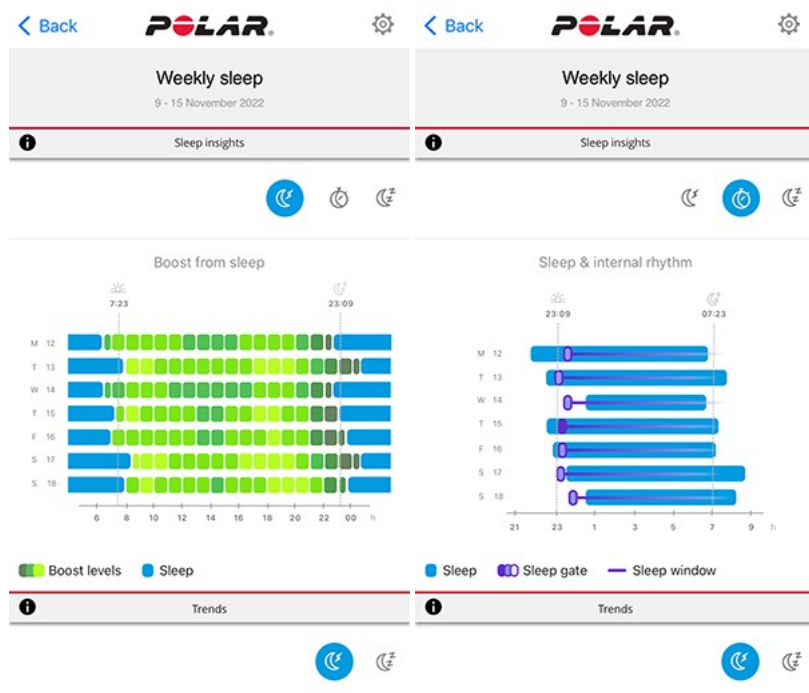 Back
POLAR.
Weekly sleep
9 - 15 November 2022
Sleep insights
Boost from sleep
7:23
23:09
M 12
T 13
W 14
T 15
F 16
S 17
S 18
6 8 10 12 14 16 18 20 22 00 h
Boost levels
Sleep
Trends
Back
POLAR.
Weekly sleep
9 - 15 November 2022
Sleep insights
Sleep & internal rhythm
23:09
07:23
M 12
T 13
W 14
T 15
F 16
S 17
S 18
21 23 1 3 5 7 9 h
Sleep
Sleep gate
Sleep window
Trends